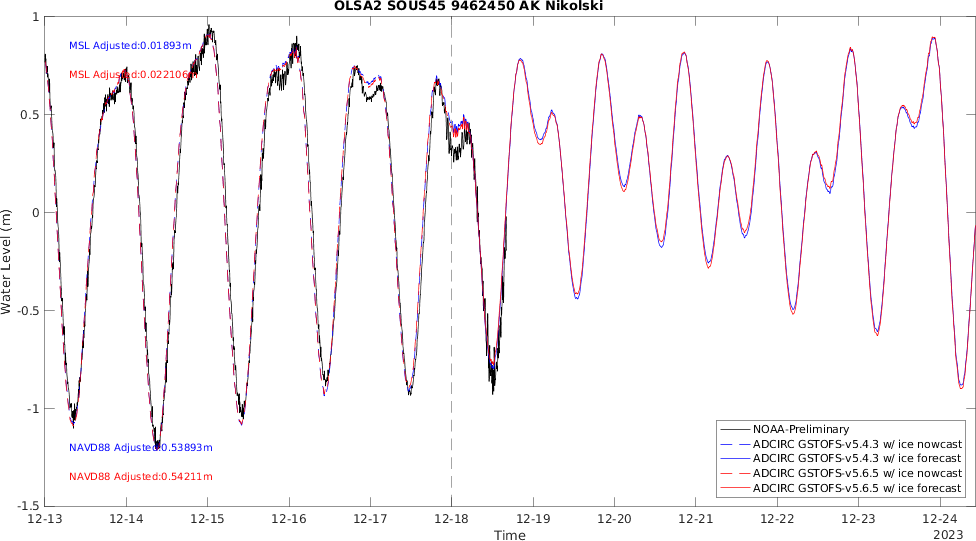 OLSA2 SOUS45 9462450 AK Nikolski
1
0.5
0
-0.5
-1
-1.5
Water Level (m)
MSL Adjusted:0.01893m
MSL Adjusted:0.022106m
NAVD88 Adjusted:0.53893m
NAVD88 Adjusted:0.54211m
NOAA-Preliminary
ADCIRC GSTOFS-v5.4.3 w/ ice nowcast
ADCIRC GSTOFS-v5.4.3 w/ ice forecast
ADCIRC GSTOFS-v5.6.5 w/ ice nowcast
ADCIRC GSTOFS-v5.6.5 w/ ice forecast
12-13 12-14 12-15 12-16 12-17 12-18 12-19 12-20 12-21 12-22 12-23 12-24
2023
Time